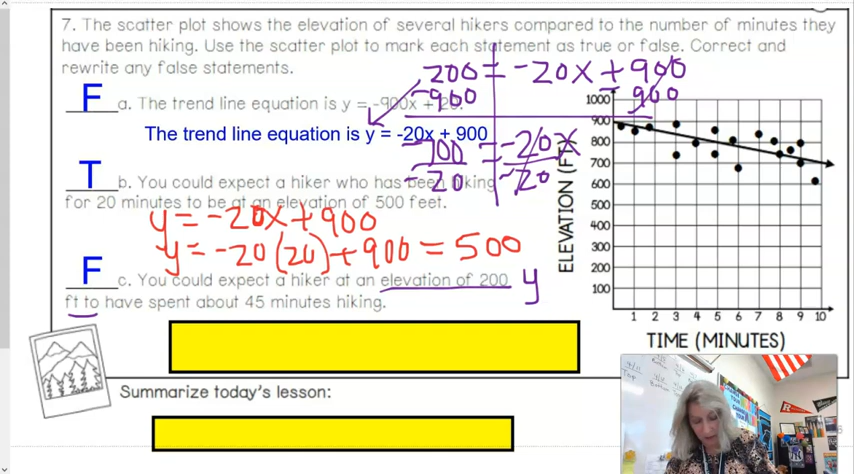 7. The scatter plot shows the elevation of several hikers compared to the number of minutes they
have been hiking. Use the scatter plot to mark each statement as true or false. Correct and
rewrite any false statements.
200 = -20x + 900
-900 - 900
F a. The trend line equation is y = -900x + 20.
The trend line equation is y = -20x + 900
-700 = -20x
-20 -20
T b. You could expect a hiker who has been hiking
for 20 minutes to be at an elevation of 500 feet.
y = -20x + 900
y = -20(20) + 900 = 500
F c. You could expect a hiker at an elevation of 200 y
ft to have spent about 45 minutes hiking.
Summarize today's lesson:
ELEVATION (FT)
1000
900
800
700
600
500
400
300
200
100
1 2 3 4 5 6 7 8 9 10
TIME (MINUTES)